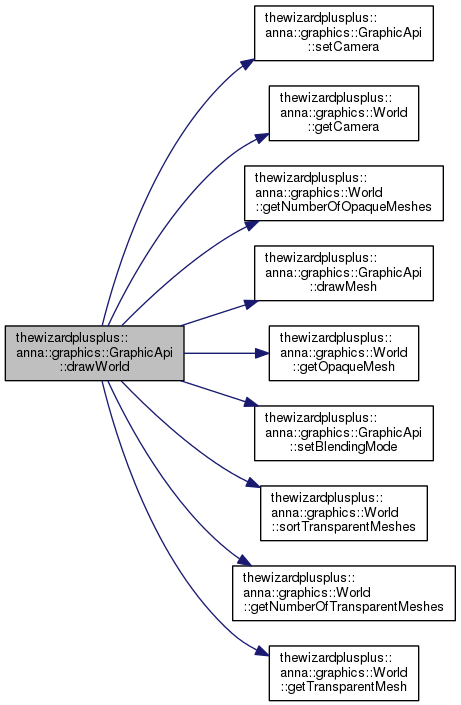 thewizardplusplus::
anna::graphics::GraphicApi
::setCamera
thewizardplusplus::
anna::graphics::World
::getCamera
thewizardplusplus::
anna::graphics::World
::getNumberOfOpaqueMeshes
thewizardplusplus::
anna::graphics::GraphicApi
::drawMesh
thewizardplusplus::
anna::graphics::GraphicApi
::drawWorld
thewizardplusplus::
anna::graphics::World
::getOpaqueMesh
thewizardplusplus::
anna::graphics::GraphicApi
::setBlendingMode
thewizardplusplus::
anna::graphics::World
::sortTransparentMeshes
thewizardplusplus::
anna::graphics::World
::getNumberOfTransparentMeshes
thewizardplusplus::
anna::graphics::World
::getTransparentMesh